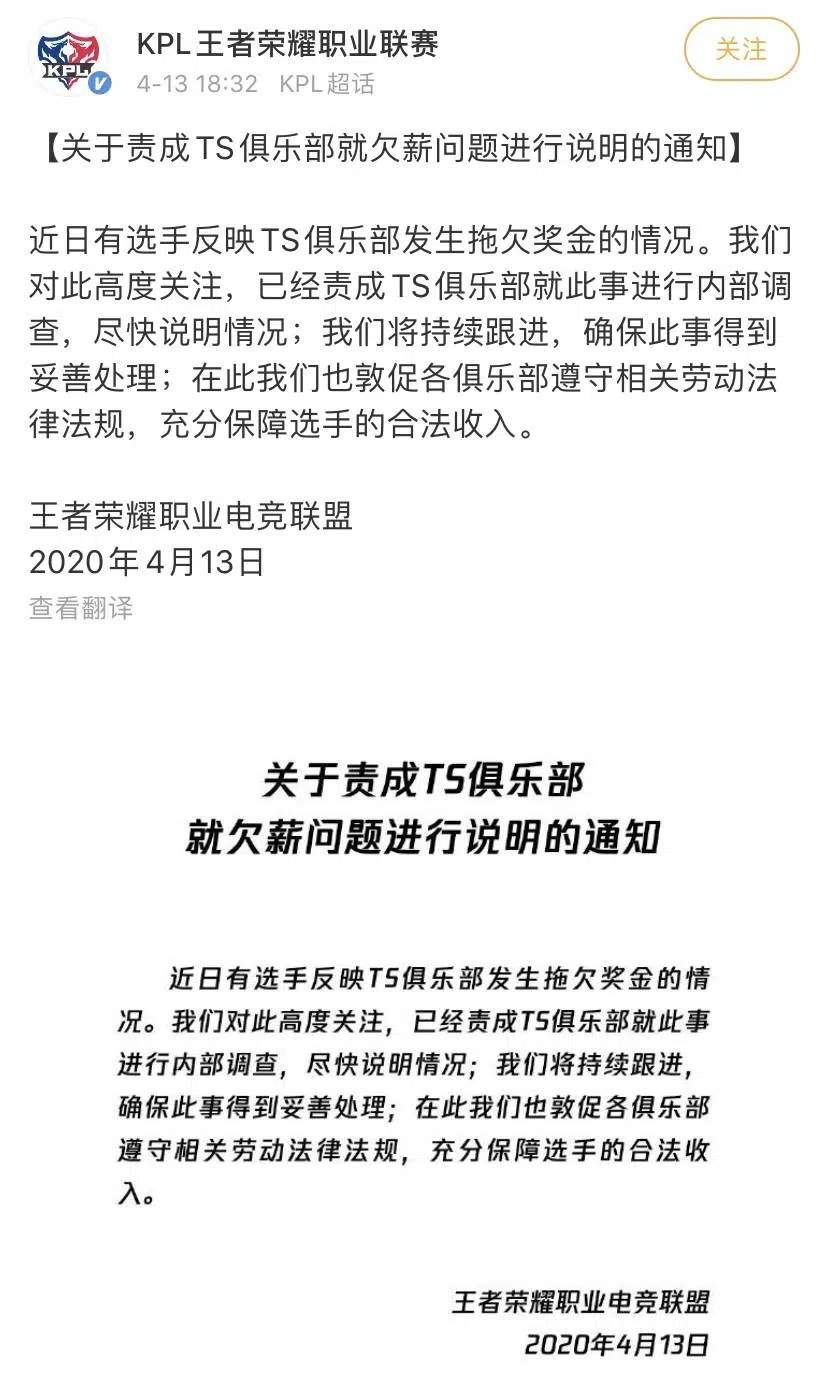 KPL
KPL王者荣耀职业联赛
关注
4-13 18:32 KPL超话
【关于责成TS俱乐部就欠薪问题进行说明的通知】
近日有选手反映TS俱乐部发生拖欠奖金的情况。我们
对此高度关注，已经责成TS俱乐部就此事进行内部调
查，尽快说明情况；我们将持续跟进，确保此事得到
妥善处理；在此我们也敦促各俱乐部遵守相关劳动法
律法规，充分保障选手的合法收入。
王者荣耀职业电竞联盟
2020年4月13日
查看翻译
关于责成TS俱乐部
就欠薪问题进行说明的通知
近日有选手反映TS俱乐部发生拖欠奖金的情
况。我们对此高度关注，已经责成TS俱乐部就此事
进行内部调查，尽快说明情况；我们将持续跟进，
确保此事得到妥善处理；在此我们也敦促各俱乐部
遵守相关劳动法律法规，充分保障选手的合法收
入。
王者荣耀职业电竞联盟
2020年4月13日